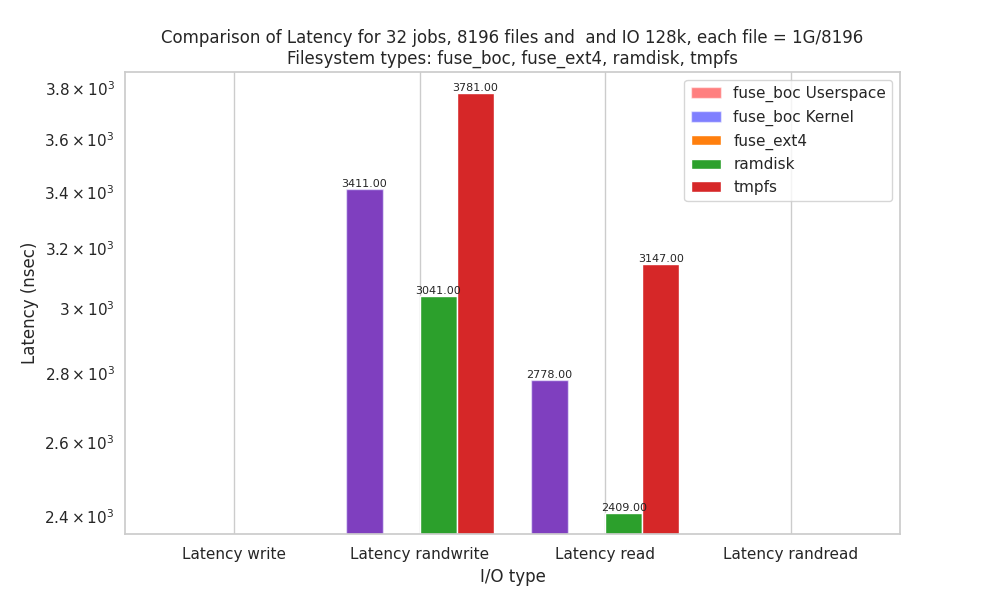 Comparison of Latency for 32 jobs, 8196 files and  and IO 128k, each file = 1G/8196
Filesystem types: fuse_boc, fuse_ext4, ramdisk, tmpfs
fuse_boc Userspace
fuse_boc Kernel
fuse_ext4
ramdisk
tmpfs
Latency (nsec)
3.8 × 10³
3.6 × 10³
3.4 × 10³
3.2 × 10³
3 × 10³
2.8 × 10³
2.6 × 10³
2.4 × 10³
3411.00
3041.00
3781.00
2778.00
2409.00
3147.00
Latency write
Latency randwrite
Latency read
Latency randread
I/O type